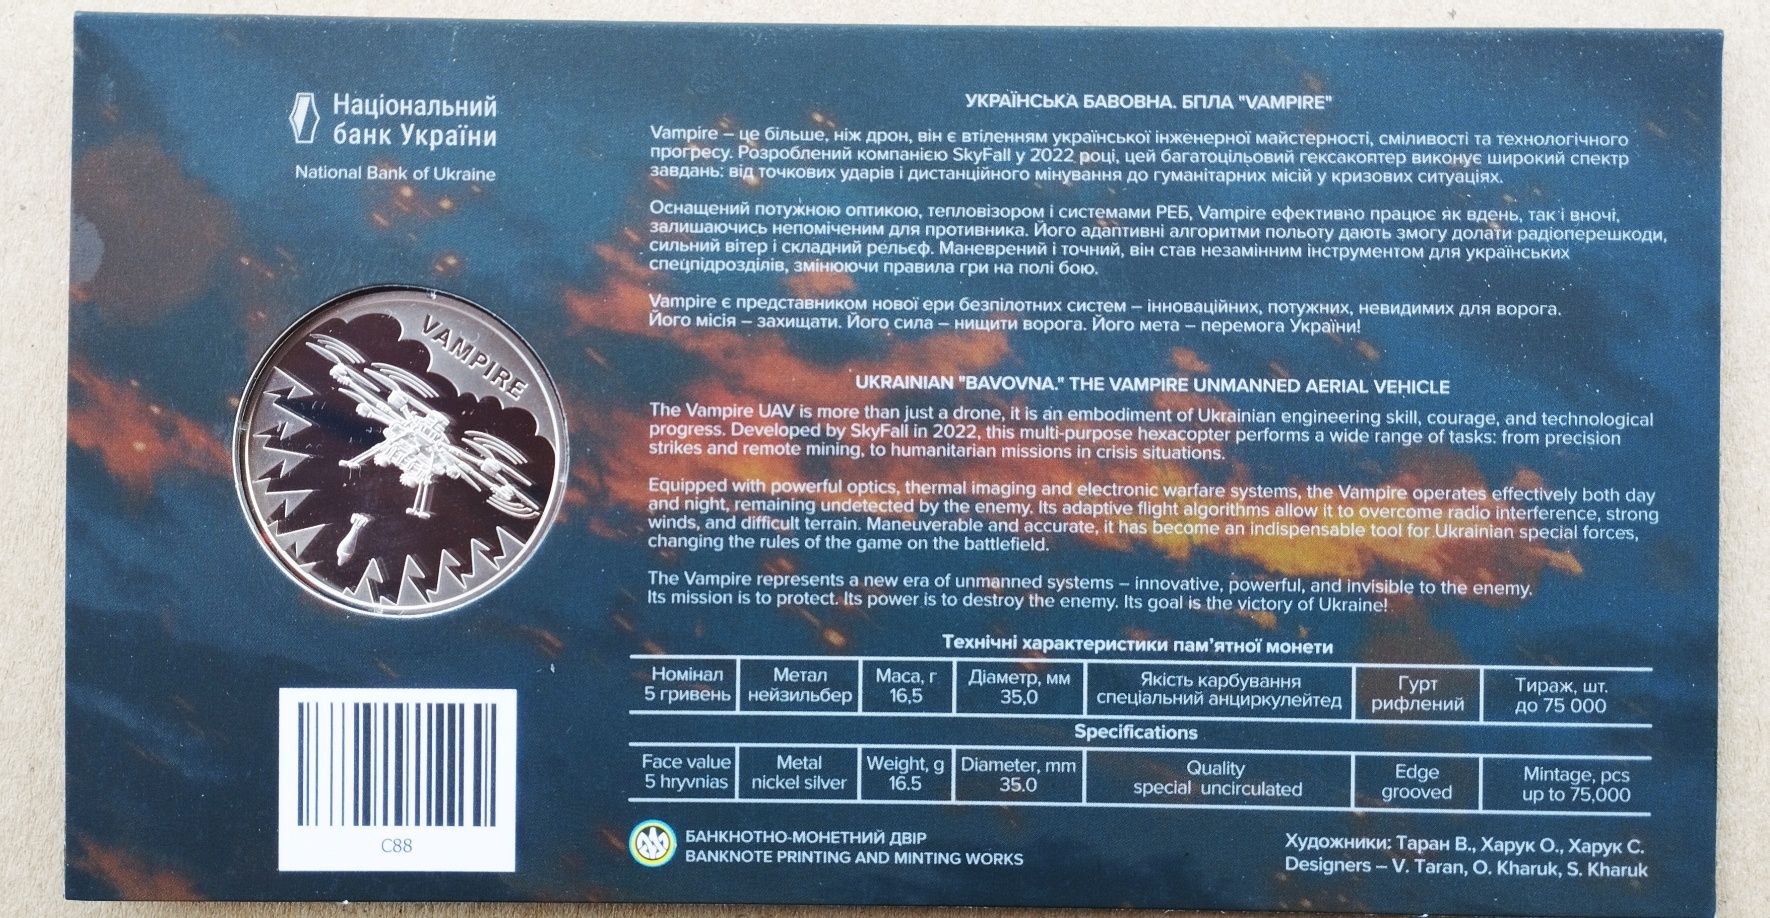 Національний
банк України
National Bank of Ukraine
VAMPIRE
C88
УКРАЇНСЬКА БАВОВНА. БПЛА "VAMPIRE"
Vampire – це більше, ніж дрон, він є втіленням української інженерної майстерності, сміливості та технологічного
прогресу. Розроблений компанією SkyFall у 2022 році, цей багатоцільовий гексакоптер виконує широкий спектр
завдань: від точкових ударів і дистанційного мінування до гуманітарних місій у кризових ситуаціях.
Оснащений потужною оптикою, тепловізором і системами РЕБ, Vampire ефективно працює як вдень, так і вночі,
залишаючись непоміченим для противника. Його адаптивні алгоритми польоту дають змогу долати радіоперешкоди,
сильний вітер і складний рельєф. Маневрений і точний, він став незамінним інструментом для українських
спецпідрозділів, змінюючи правила гри на полі бою.
Vampire є представником нової ери безпілотних систем – інноваційних, потужних, невидимих для ворога.
Його місія – захищати. Його сила – нищити ворога. Його мета – перемога України!
UKRAINIAN "BAVOVNA." THE VAMPIRE UNMANNED AERIAL VEHICLE
The Vampire UAV is more than just a drone, it is an embodiment of Ukrainian engineering skill, courage, and technological
progress. Developed by SkyFall in 2022, this multi-purpose hexacopter performs a wide range of tasks: from precision
strikes and remote mining, to humanitarian missions in crisis situations.
Equipped with powerful optics, thermal imaging and electronic warfare systems, the Vampire operates effectively both day
and night, remaining undetected by the enemy. Its adaptive flight algorithms allow it to overcome radio interference, strong
winds, and difficult terrain. Maneuverable and accurate, it has become an indispensable tool for Ukrainian special forces,
changing the rules of the game on the battlefield.
The Vampire represents a new era of unmanned systems – innovative, powerful, and invisible to the enemy.
Its mission is to protect. Its power is to destroy the enemy. Its goal is the victory of Ukraine!
Технічні характеристики пам'ятної монети
Номінал Метал Маса, г Діаметр, мм Якість карбування Гурт Тираж, шт.
5 гривень нейзильбер 16,5 35,0 спеціальний анциркулейтед рифлений до 75 000
Specifications
Face value Metal Weight, g Diameter, mm Quality Edge Mintage, pcs
5 hryvnias nickel silver 16.5 35.0 special uncirculated grooved up to 75,000
БАНКНОТНО-МОНЕТНИЙ ДВІР
BANKNOTE PRINTING AND MINTING WORKS
Художники: Таран В., Харук О., Харук С.
Designers – V. Taran, O. Kharuk, S. Kharuk